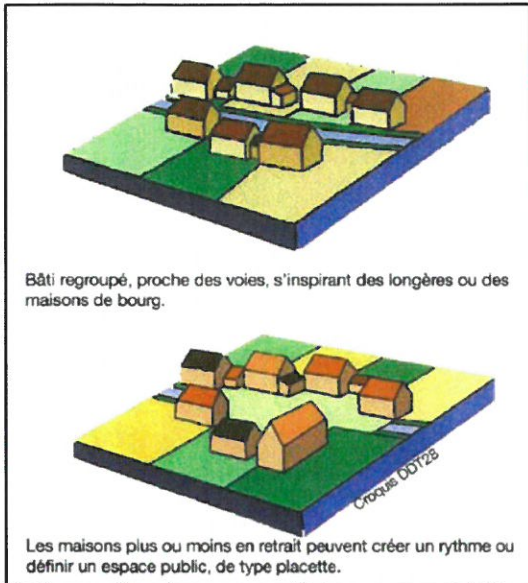 Bâti regroupé, proche des voies, s'inspirant des longères ou des
maisons de bourg.
Croquis DDT28
Les maisons plus ou moins en retrait peuvent créer un rythme ou
définir un espace public, de type placette.